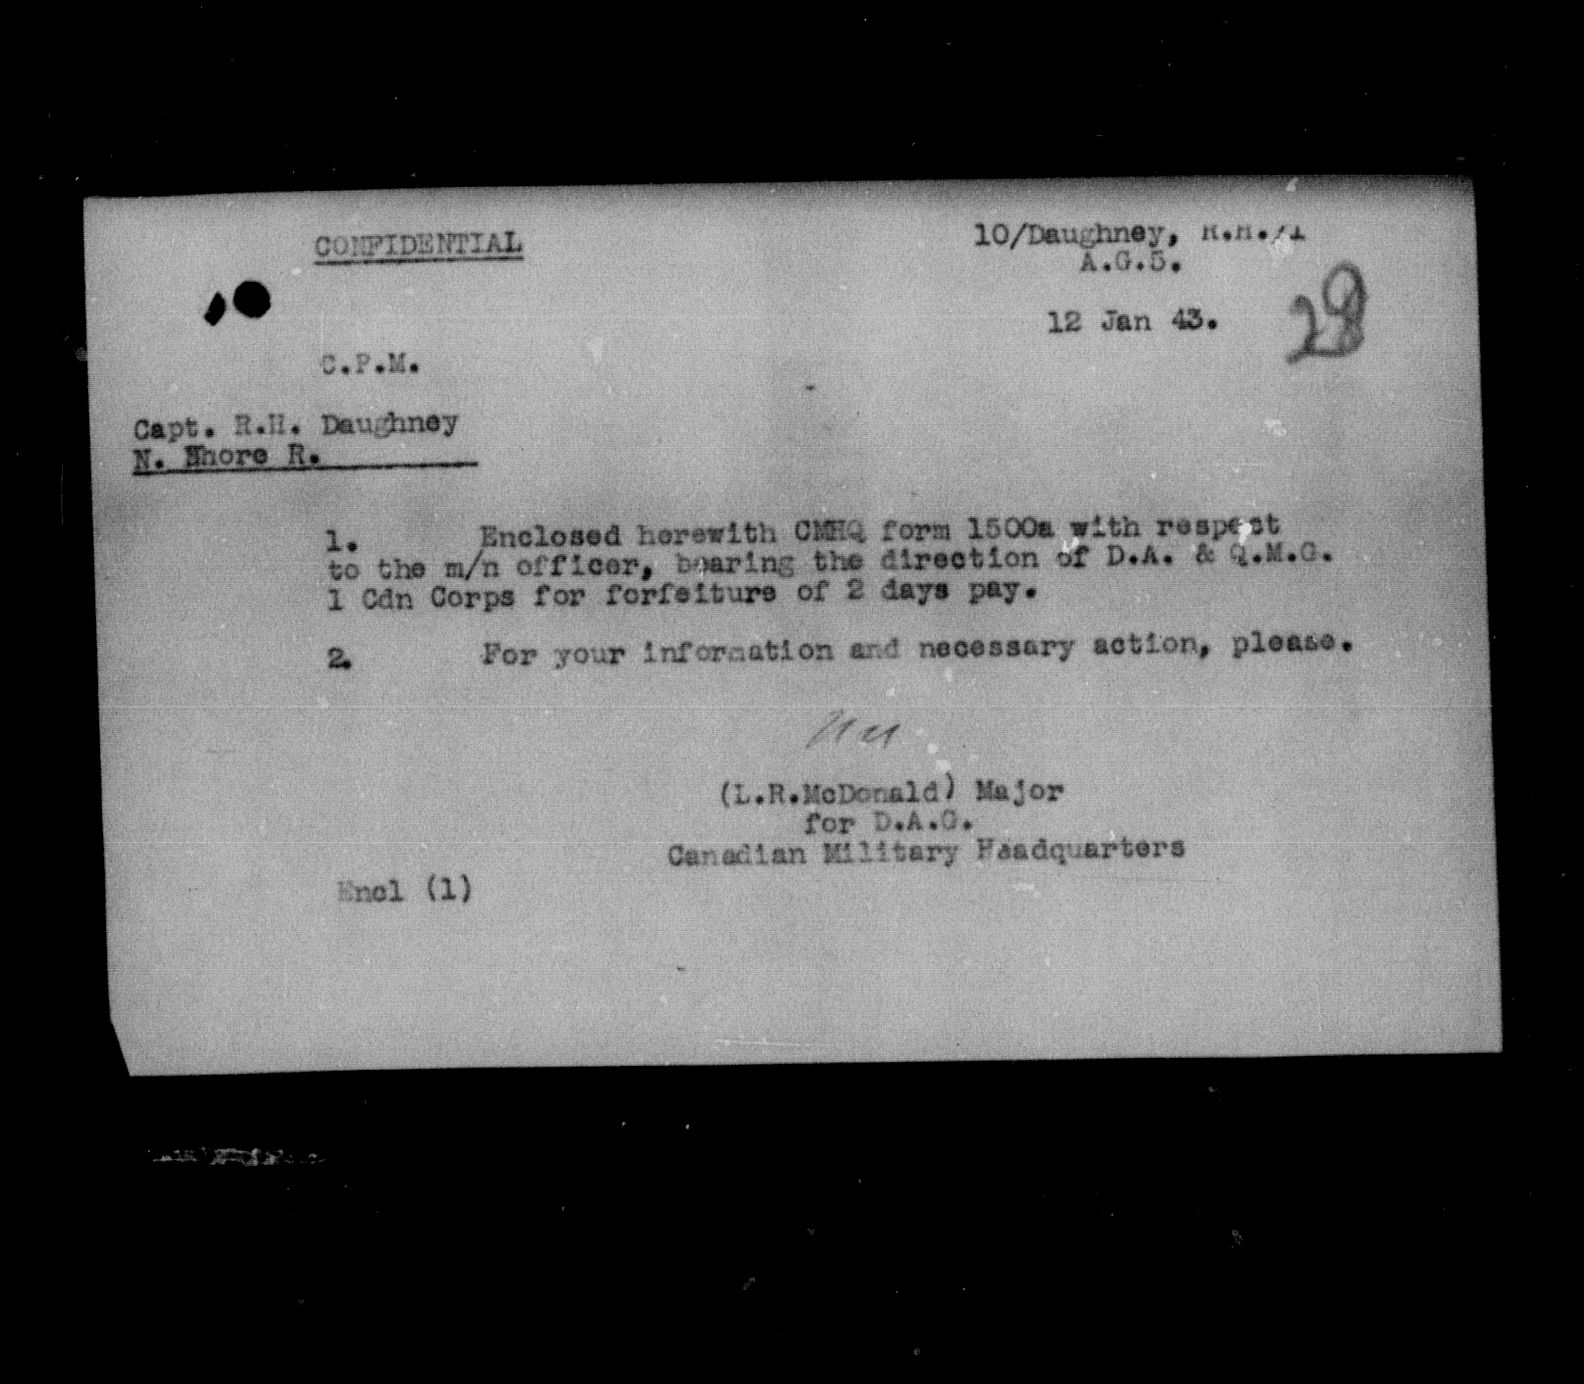 CONFIDENTIAL
10/Daughney, R.H./1
A.G.5.
12 Jan 43.
28
C.P.M.
Capt. R.H. Daughney
N. Shore R.
1. Enclosed herewith CMHQ form 1500a with respect
to the m/n officer, bearing the direction of D.A. & Q.M.G.
1 Cdn Corps for forfeiture of 2 days pay.
2. For your information and necessary action, please.
(L.R.McDonald) Major
for D.A.G.
Canadian Military Headquarters
Encl (1)